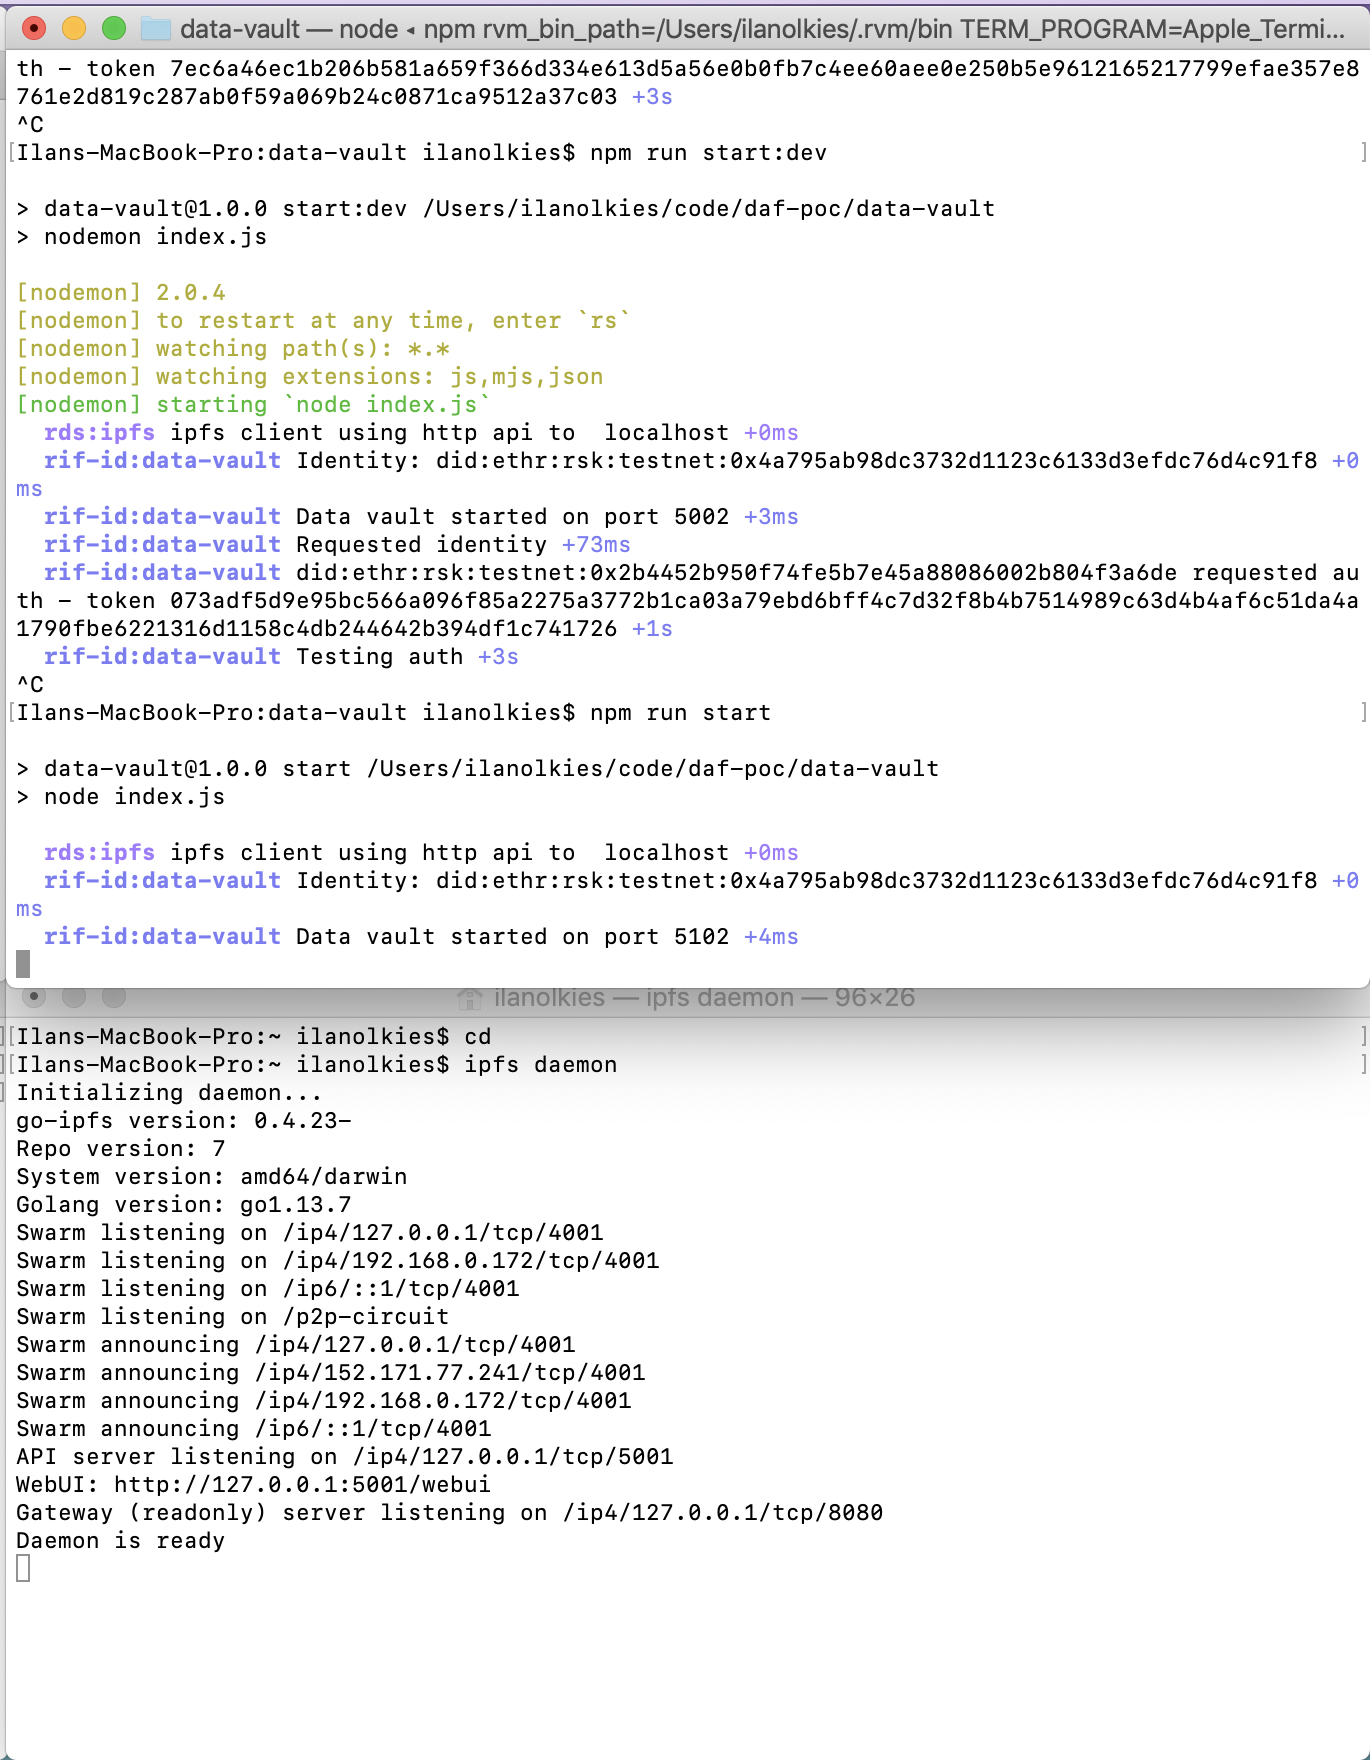 data-vault — node ◂ npm rvm_bin_path=/Users/ilanolkies/.rvm/bin TERM_PROGRAM=Apple_Termi...
th - token 7ec6a46ec1b206b581a659f366d334e613d5a56e0b0fb7c4ee60aee0e250b5e9612165217799efae357e8
761e2d819c287ab0f59a069b24c0871ca9512a37c03 +3s
^C
[Ilans-MacBook-Pro:data-vault ilanolkies$ npm run start:dev ]
> data-vault@1.0.0 start:dev /Users/ilanolkies/code/daf-poc/data-vault
> nodemon index.js
[nodemon] 2.0.4
[nodemon] to restart at any time, enter `rs`
[nodemon] watching path(s): *.*
[nodemon] watching extensions: js,mjs,json
[nodemon] starting `node index.js`
rds:ipfs ipfs client using http api to  localhost +0ms
rif-id:data-vault Identity: did:ethr:rsk:testnet:0x4a795ab98dc3732d1123c6133d3efdc76d4c91f8 +0
ms
rif-id:data-vault Data vault started on port 5002 +3ms
rif-id:data-vault Requested identity +73ms
rif-id:data-vault did:ethr:rsk:testnet:0x2b4452b950f74fe5b7e45a88086002b804f3a6de requested au
th - token 073adf5d9e95bc566a096f85a2275a3772b1ca03a79ebd6bff4c7d32f8b4b7514989c63d4b4af6c51da4a
1790fbe6221316d1158c4db244642b394df1c741726 +1s
rif-id:data-vault Testing auth +3s
^C
[Ilans-MacBook-Pro:data-vault ilanolkies$ npm run start ]
> data-vault@1.0.0 start /Users/ilanolkies/code/daf-poc/data-vault
> node index.js
rds:ipfs ipfs client using http api to  localhost +0ms
rif-id:data-vault Identity: did:ethr:rsk:testnet:0x4a795ab98dc3732d1123c6133d3efdc76d4c91f8 +0
ms
rif-id:data-vault Data vault started on port 5102 +4ms
ilanolkies — ipfs daemon — 96×26
[Ilans-MacBook-Pro:~ ilanolkies$ cd ]
[Ilans-MacBook-Pro:~ ilanolkies$ ipfs daemon ]
Initializing daemon...
go-ipfs version: 0.4.23-
Repo version: 7
System version: amd64/darwin
Golang version: go1.13.7
Swarm listening on /ip4/127.0.0.1/tcp/4001
Swarm listening on /ip4/192.168.0.172/tcp/4001
Swarm listening on /ip6/::1/tcp/4001
Swarm listening on /p2p-circuit
Swarm announcing /ip4/127.0.0.1/tcp/4001
Swarm announcing /ip4/152.171.77.241/tcp/4001
Swarm announcing /ip4/192.168.0.172/tcp/4001
Swarm announcing /ip6/::1/tcp/4001
API server listening on /ip4/127.0.0.1/tcp/5001
WebUI: http://127.0.0.1:5001/webui
Gateway (readonly) server listening on /ip4/127.0.0.1/tcp/8080
Daemon is ready